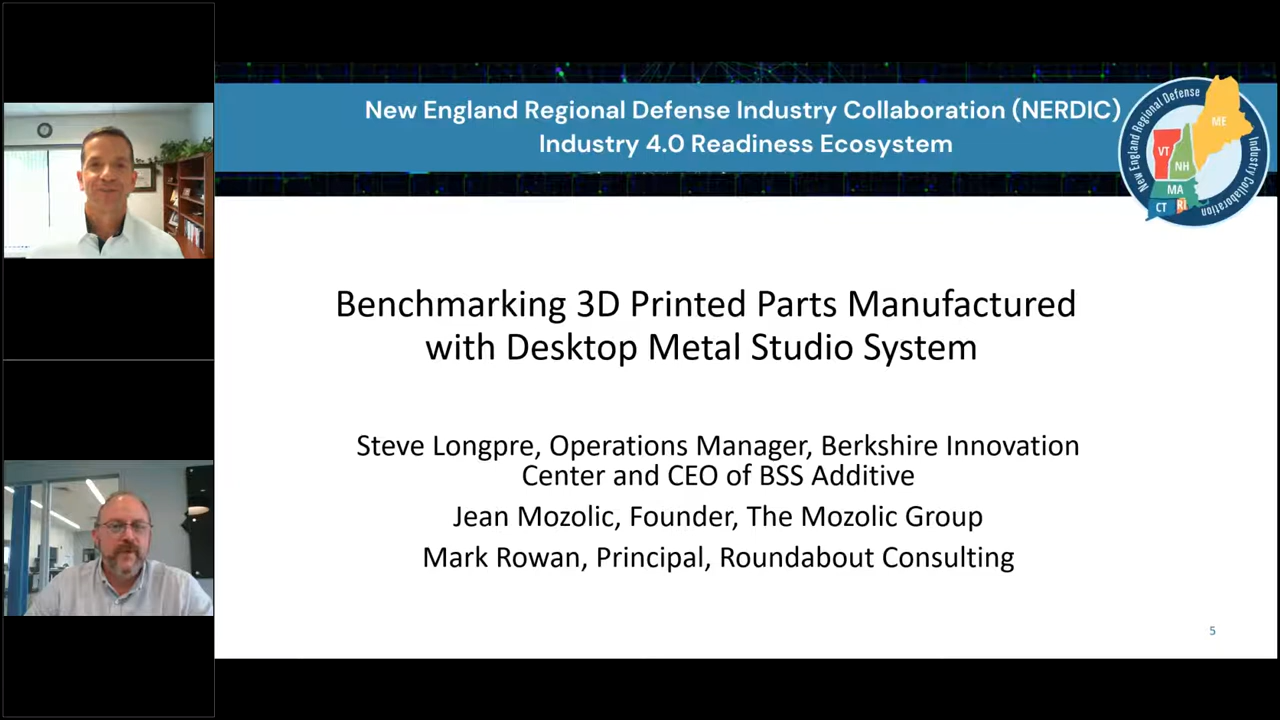 New England Regional Defense Industry Collaboration (NERDIC)
Industry 4.0 Readiness Ecosystem
New England Regional Defense
Industry Collaboration
ME
VT
NH
MA
CT
RI
Benchmarking 3D Printed Parts Manufactured
with Desktop Metal Studio System
Steve Longpre, Operations Manager, Berkshire Innovation
Center and CEO of BSS Additive
Jean Mozolic, Founder, The Mozolic Group
Mark Rowan, Principal, Roundabout Consulting
5